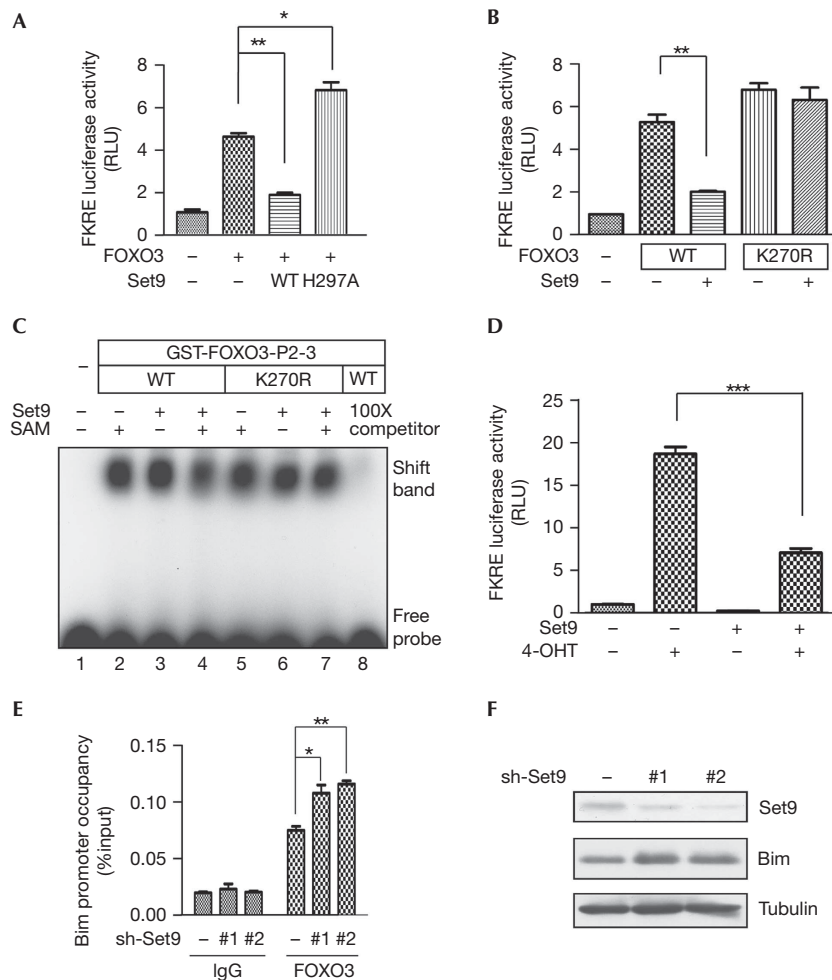 A
FKRE luciferase activity
(RLU)
8
6
4
2
0
**
*
FOXO3 – + + +
Set9 – – WT H297A
B
FKRE luciferase activity
(RLU)
8
6
4
2
0
**
FOXO3 – WT K270R
Set9 – – + – +
C
– GST-FOXO3-P2-3
WT K270R WT
Set9 – – + + – + + 100X
SAM – + – + + – + competitor
Shift
band
Free
probe
1 2 3 4 5 6 7 8
D
FKRE luciferase activity
(RLU)
25
20
15
10
5
0
***
Set9 – – + +
4-OHT – + – +
E
Bim promoter occupancy
(%input)
0.15
0.10
0.05
0.00
*
**
sh-Set9 – #1 #2 – #1 #2
IgG FOXO3
F
sh-Set9 – #1 #2
Set9
Bim
Tubulin